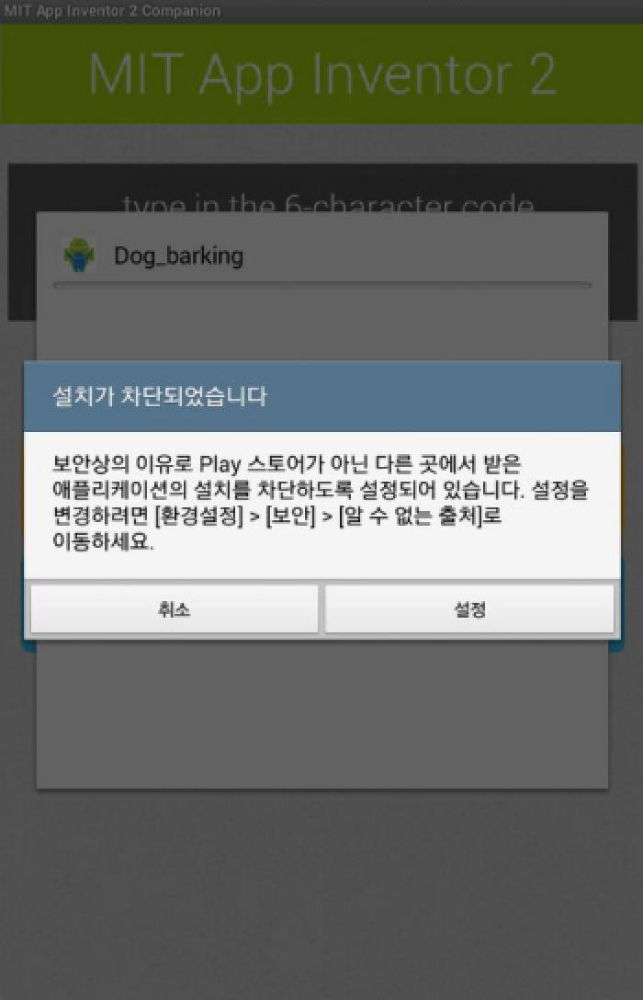 MIT App Inventor 2 Companion
MIT App Inventor 2
type in the 6-character code
Dog_barking
설치가 차단되었습니다
보안상의 이유로 Play 스토어가 아닌 다른 곳에서 받은
애플리케이션의 설치를 차단하도록 설정되어 있습니다. 설정을
변경하려면 [환경설정] > [보안] > [알 수 없는 출처]로
이동하세요.
취소
설정